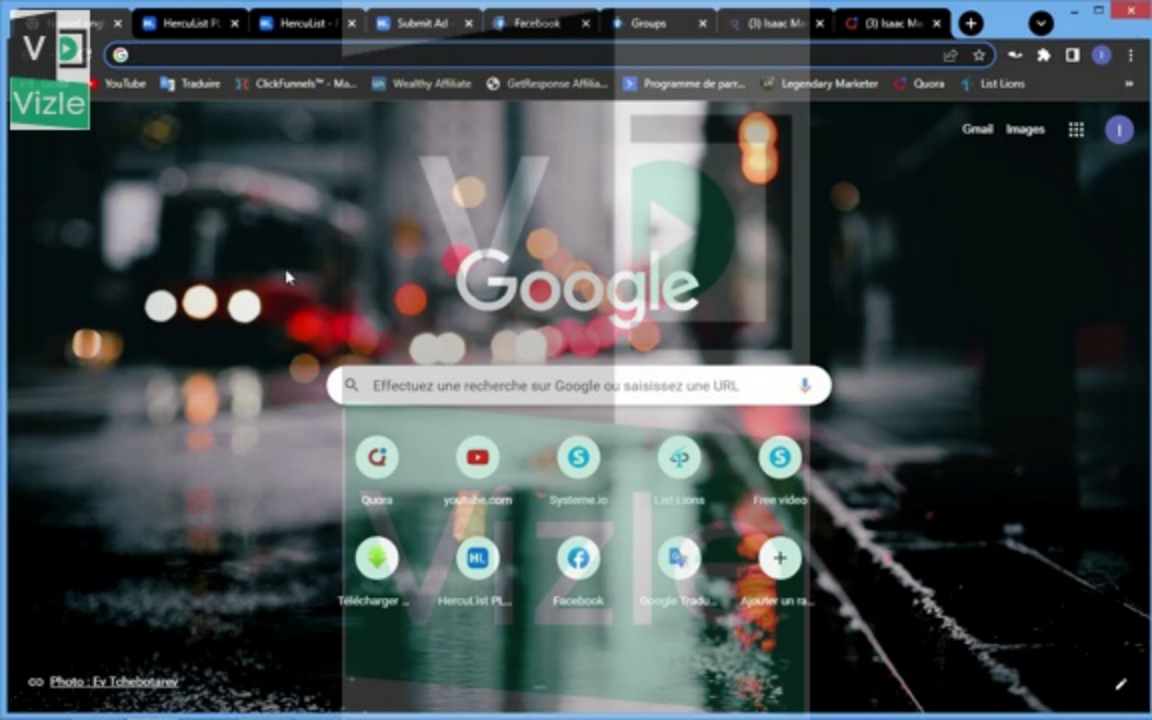 HercuList Pl
HercuList -
Submit Ad
Facebook
Groups
(3) Isaac Ma
(3) Isaac Ma
V
Vizle
YouTube
Traduire
ClickFunnels™ - Ma...
Wealthy Affiliate
GetResponse Affilia...
Programme de parr...
Legendary Marketer
Quora
List Lions
»
Gmail
Images
I
V
Google
Effectuez une recherche sur Google ou saisissez une URL
Quora
youtube.com
Systeme.io
List Lions
Free video
Vizle
Télécharger ...
HercuList PL...
Facebook
Google Tradu...
Ajouter un ra...
Photo : Ev Tchebotarev